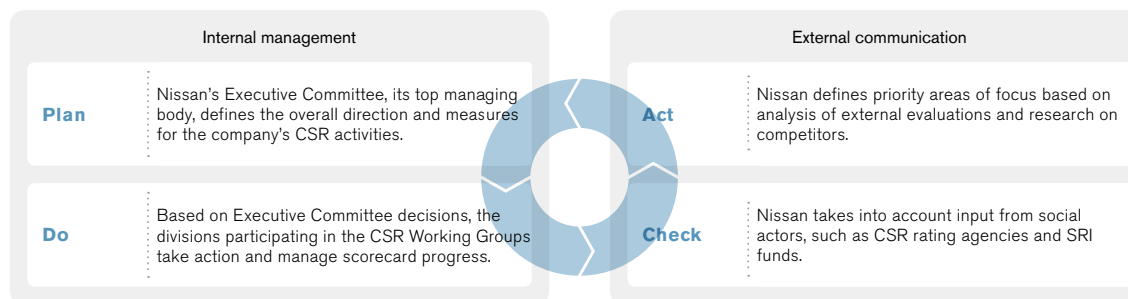 Internal management
Plan
Nissan’s Executive Committee, its top managing
body, defines the overall direction and measures
for the company’s CSR activities.
Do
Based on Executive Committee decisions, the
divisions participating in the CSR Working Groups
take action and manage scorecard progress.
External communication
Act
Nissan defines priority areas of focus based on
analysis of external evaluations and research on
competitors.
Check
Nissan takes into account input from social
actors, such as CSR rating agencies and SRI
funds.